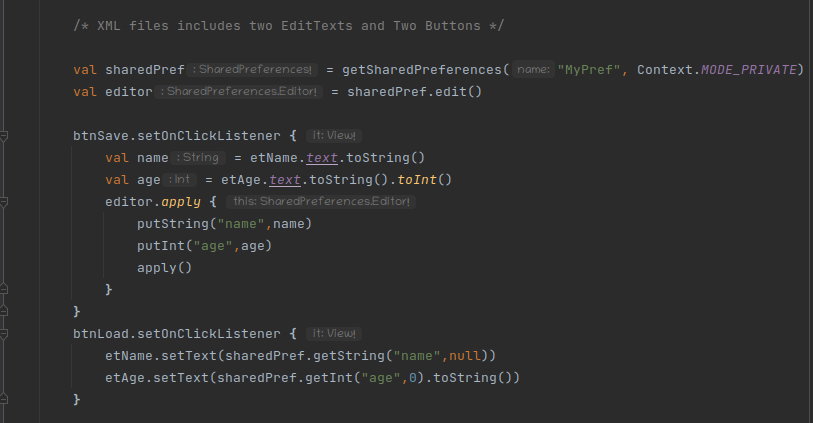 /* XML files includes two EditTexts and Two Buttons */
val sharedPref : SharedPreferences! = getSharedPreferences( name: "MyPref", Context.MODE_PRIVATE)
val editor : SharedPreferences.Editor! = sharedPref.edit()
btnSave.setOnClickListener { it: View!
val name : String = etName.text.toString()
val age : Int = etAge.text.toString().toInt()
editor.apply { this: SharedPreferences.Editor!
putString("name",name)
putInt("age",age)
apply()
}
}
btnLoad.setOnClickListener { it: View!
etName.setText(sharedPref.getString("name",null))
etAge.setText(sharedPref.getInt("age",0).toString())
}